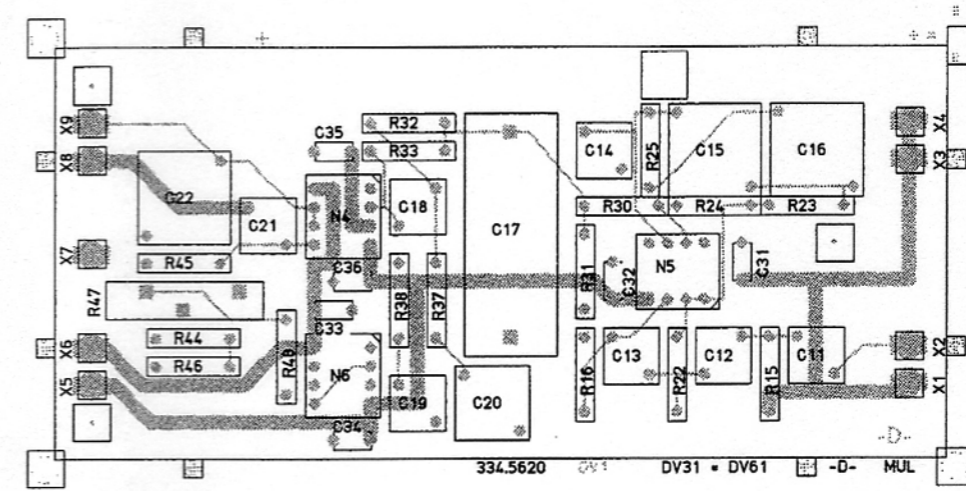 X9
X8
X7
X6
X5
C22
C21
R45
R47
R44
R46
R48
C35
N4
C36
C33
N6
C34
R32
R33
C18
R38
R37
C19
C20
C17
C14
R25
C15
C16
R30
R24
R23
R31
C32
N5
C31
R16
C13
R22
C12
R15
C11
X4
X3
X2
X1
-D-
334.5620 DV1 DV31 - DV61 -D- MUL